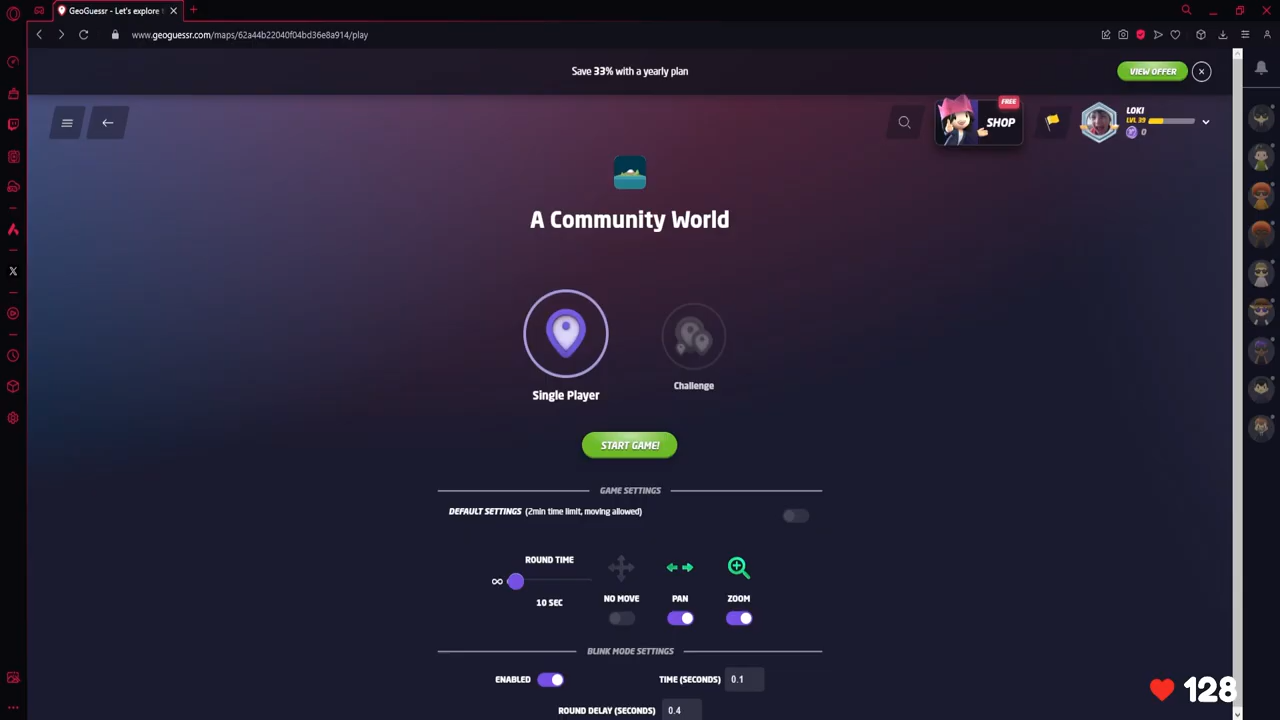 GeoGuessr - Let's explore t
www.geoguessr.com/maps/62a44b22040f04bd36e8a914/play
Save 33% with a yearly plan
VIEW OFFER
FREE
SHOP
LOKI
LVL 39
0
A Community World
Single Player
Challenge
START GAME!
GAME SETTINGS
DEFAULT SETTINGS (2min time limit, moving allowed)
ROUND TIME
∞
10 SEC
NO MOVE
PAN
ZOOM
BLINK MODE SETTINGS
ENABLED
TIME (SECONDS) 0.1
ROUND DELAY (SECONDS) 0.4
128